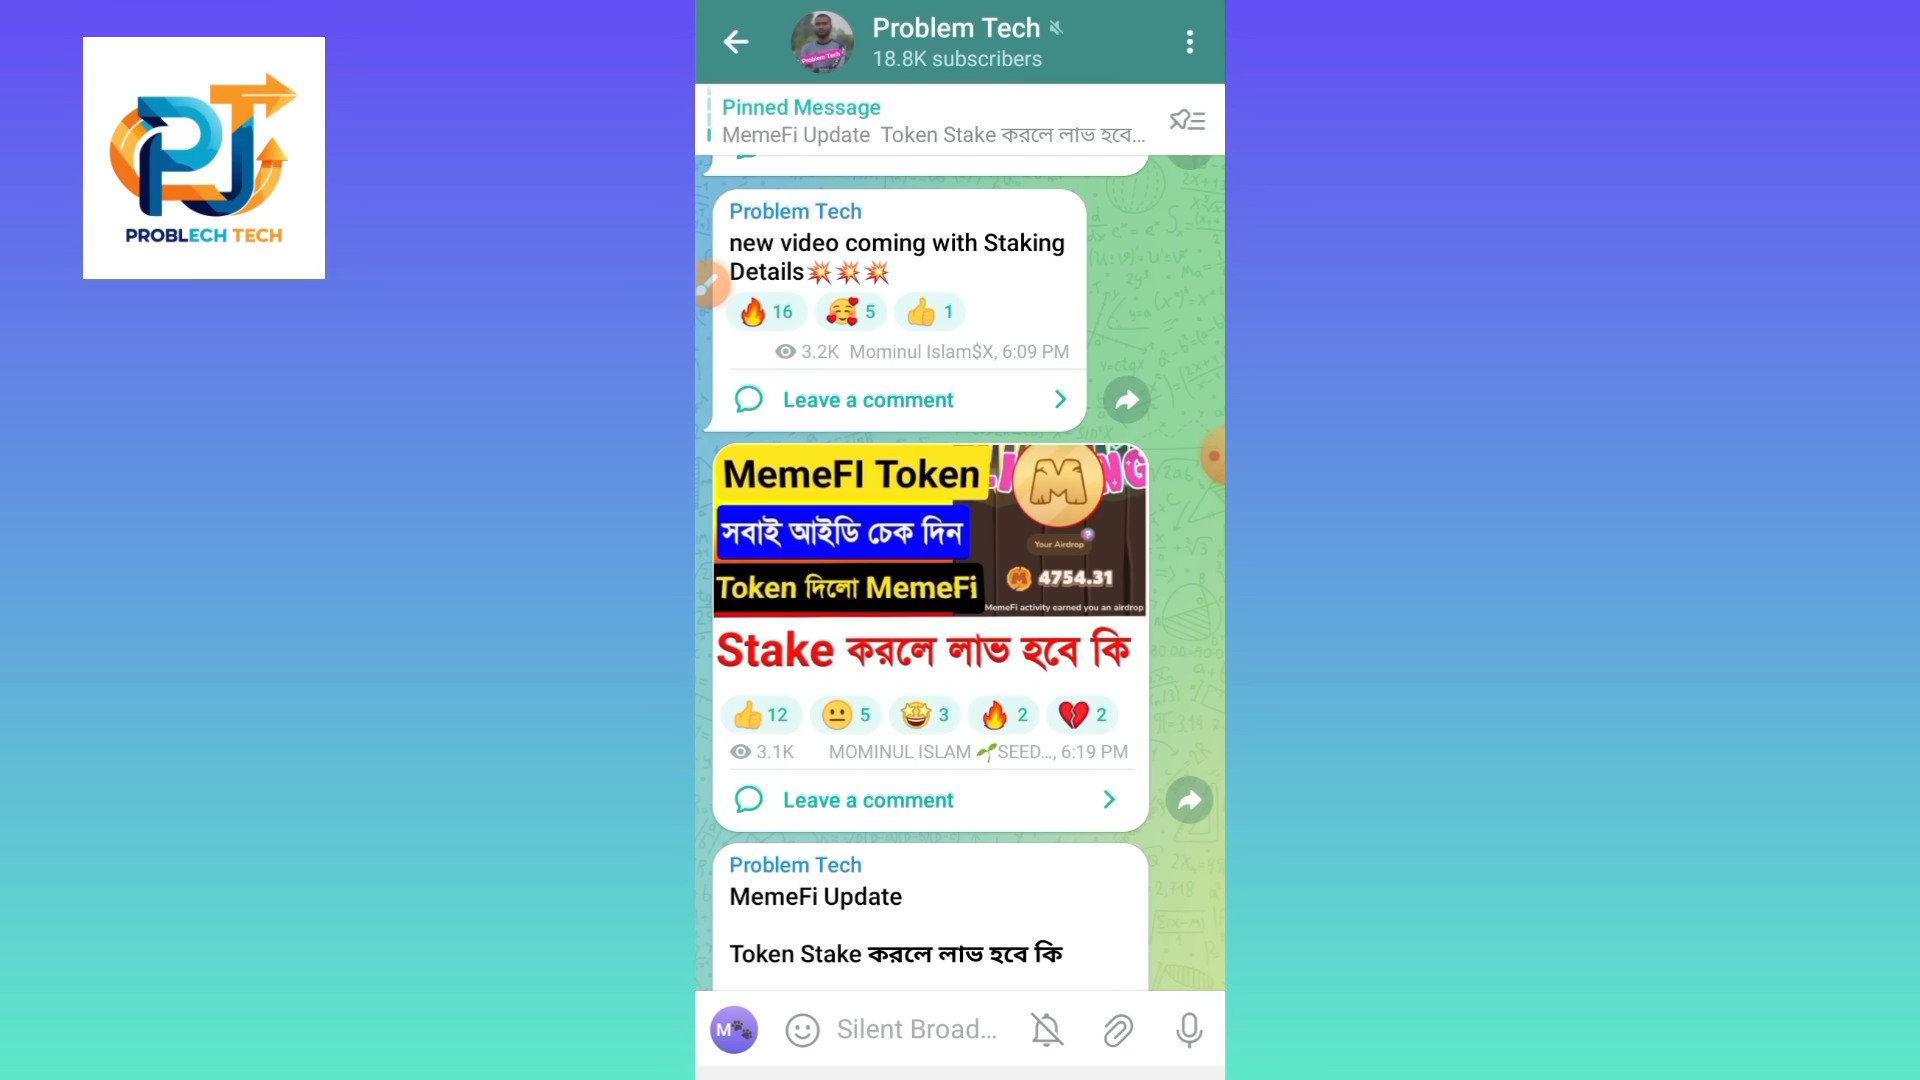 PROBLECH TECH
Problem Tech
18.8K subscribers
Pinned Message
MemeFi Update Token Stake করলে লাভ হবে...
Problem Tech
new video coming with Staking
Details💥💥💥
🔥 16 🥰 5 👍 1
3.2K Mominul Islam$X, 6:09 PM
Leave a comment
MemeFI Token
সবাই আইডি চেক দিন
Token দিলো MemeFi
Your Airdrop
4754.31
MemeFi activity earned you an airdrop
Stake করলে লাভ হবে কি
👍 12 😐 5 🤩 3 🔥 2 💔 2
3.1K MOMINUL ISLAM 🌱SEED..., 6:19 PM
Leave a comment
Problem Tech
MemeFi Update
Token Stake করলে লাভ হবে কি
M🐾 Silent Broad...